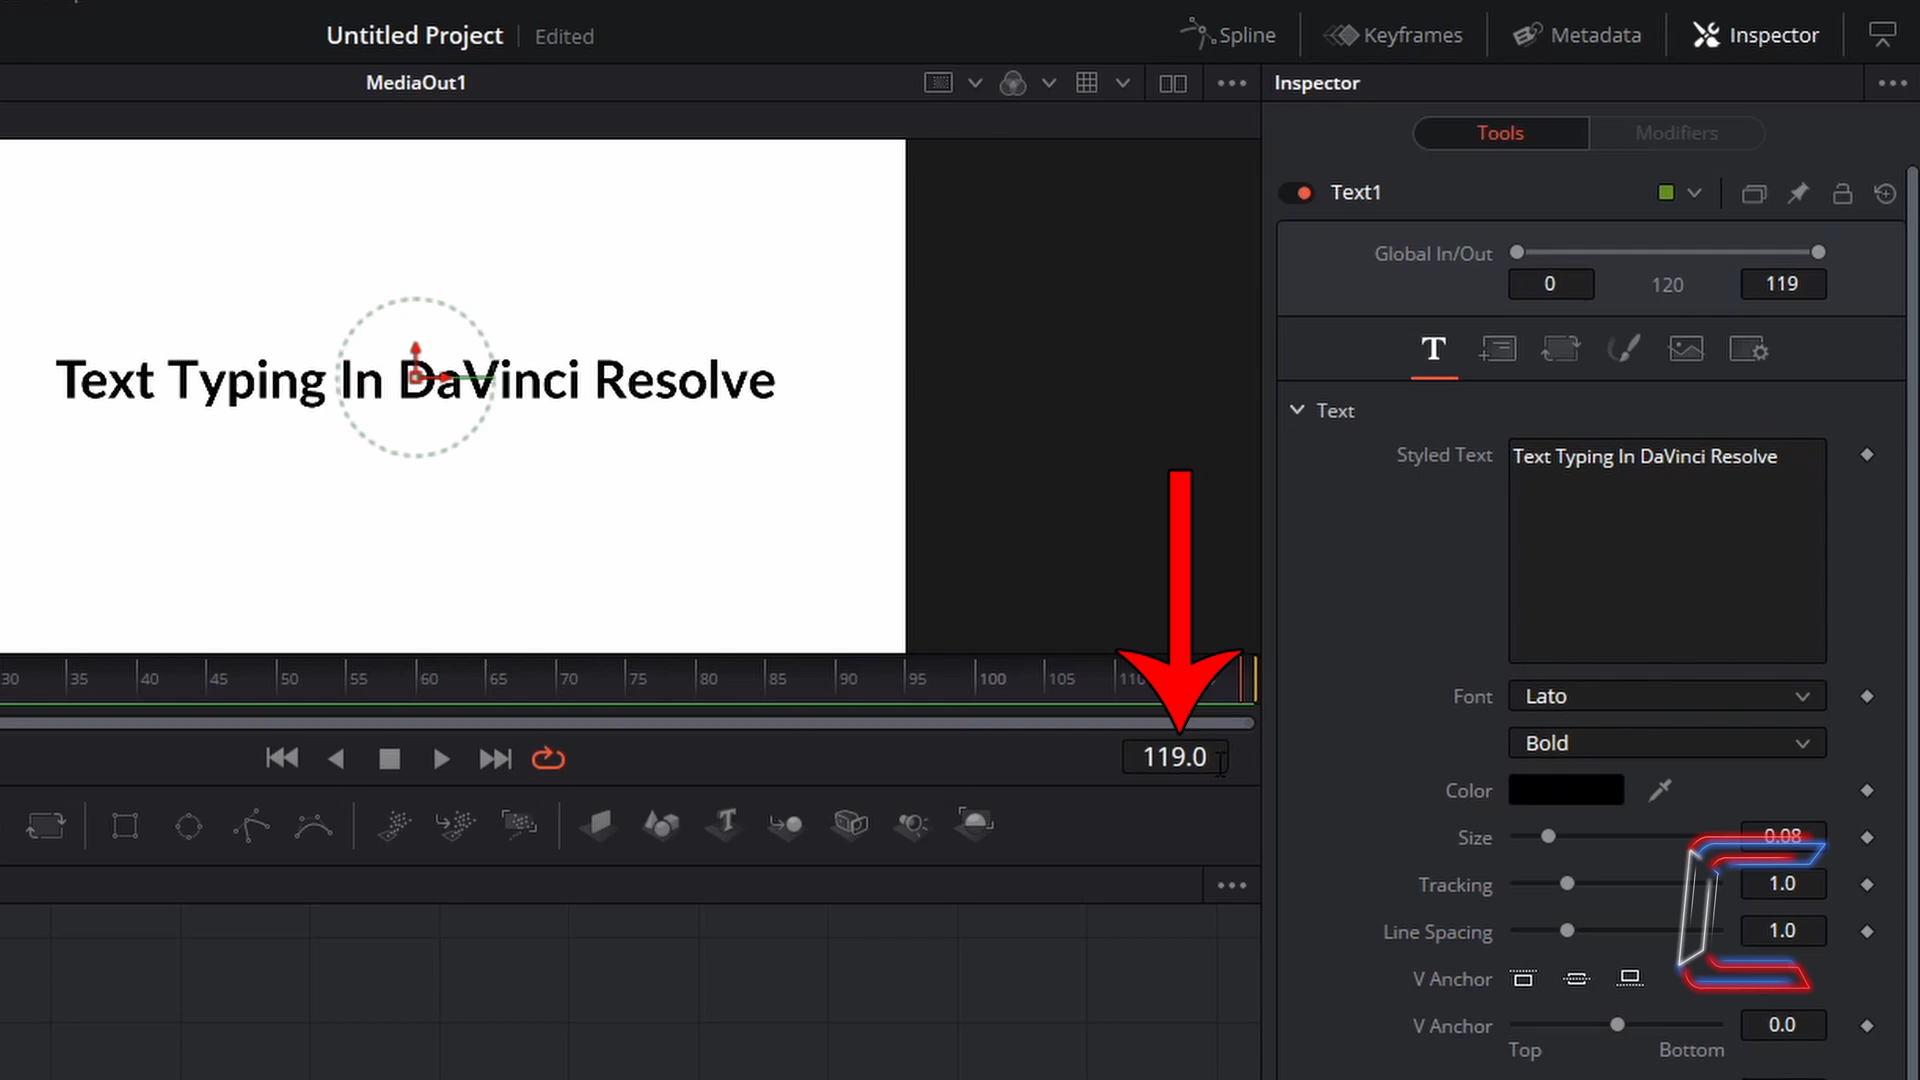 Untitled Project Edited Spline Keyframes Metadata Inspector
MediaOut1 Inspector
Tools Modifiers
Text1
Global In/Out
0 120 119
Text Typing In DaVinci Resolve
Text
Styled Text Text Typing In DaVinci Resolve
30 35 40 45 50 55 60 65 70 75 80 85 90 95 100 105 110
Font Lato
Bold
119.0
Color
Size 0.08
Tracking 1.0
Line Spacing 1.0
V Anchor
V Anchor 0.0
Top Bottom